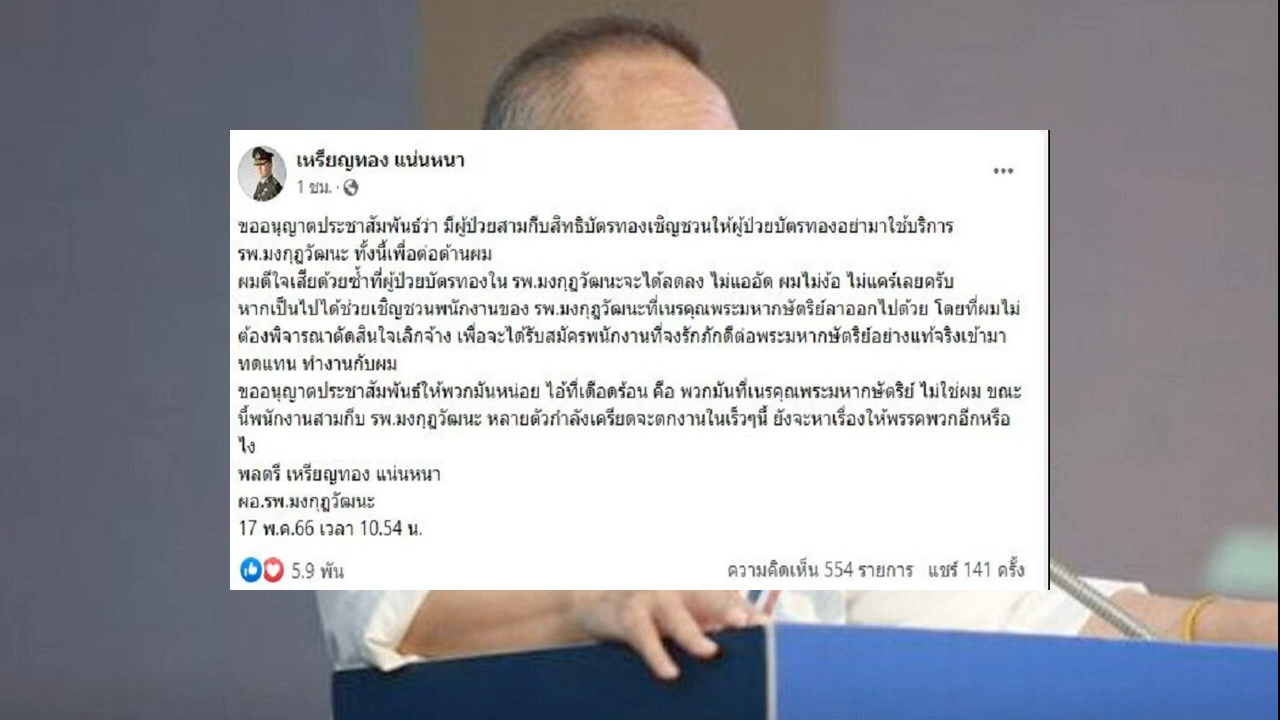 เหรียญทอง แน่นหนา
1 ชม. ·
ขออนุญาตประชาสัมพันธ์ว่า มีผู้ป่วยสามกีบสิทธิบัตรทองเชิญชวนให้ผู้ป่วยบัตรทองอย่ามาใช้บริการ
รพ.มงกุฎวัฒนะ ทั้งนี้เพื่อต่อต้านผม
ผมดีใจเสียด้วยซ้ำที่ผู้ป่วยบัตรทองใน รพ.มงกุฎวัฒนะจะได้ลดลง ไม่แออัด ผมไม่ง้อ ไม่แคร์เลยครับ
หากเป็นไปได้ช่วยเชิญชวนพนักงานของ รพ.มงกุฎวัฒนะที่เนรคุณพระมหากษัตริย์ลาออกไปด้วย โดยที่ผมไม่
ต้องพิจารณาตัดสินใจเลิกจ้าง เพื่อจะได้รับสมัครพนักงานที่จงรักภักดีต่อพระมหากษัตริย์อย่างแท้จริงเข้ามา
ทดแทน ทำงานกับผม
ขออนุญาตประชาสัมพันธ์ให้พวกมันหน่อย ไอ้ที่เดือดร้อน คือ พวกมันที่เนรคุณพระมหากษัตริย์ ไม่ใช่ผม ขณะ
นี้พนักงานสามกีบ รพ.มงกุฎวัฒนะ หลายตัวกำลังเครียดจะตกงานในเร็วๆนี้ ยังจะหาเรื่องให้พรรคพวกอีกหรือ
ไง
พลตรี เหรียญทอง แน่นหนา
ผอ.รพ.มงกุฎวัฒนะ
17 พ.ค.66 เวลา 10.54 น.
5.9 พัน
ความคิดเห็น 554 รายการ แชร์ 141 ครั้ง